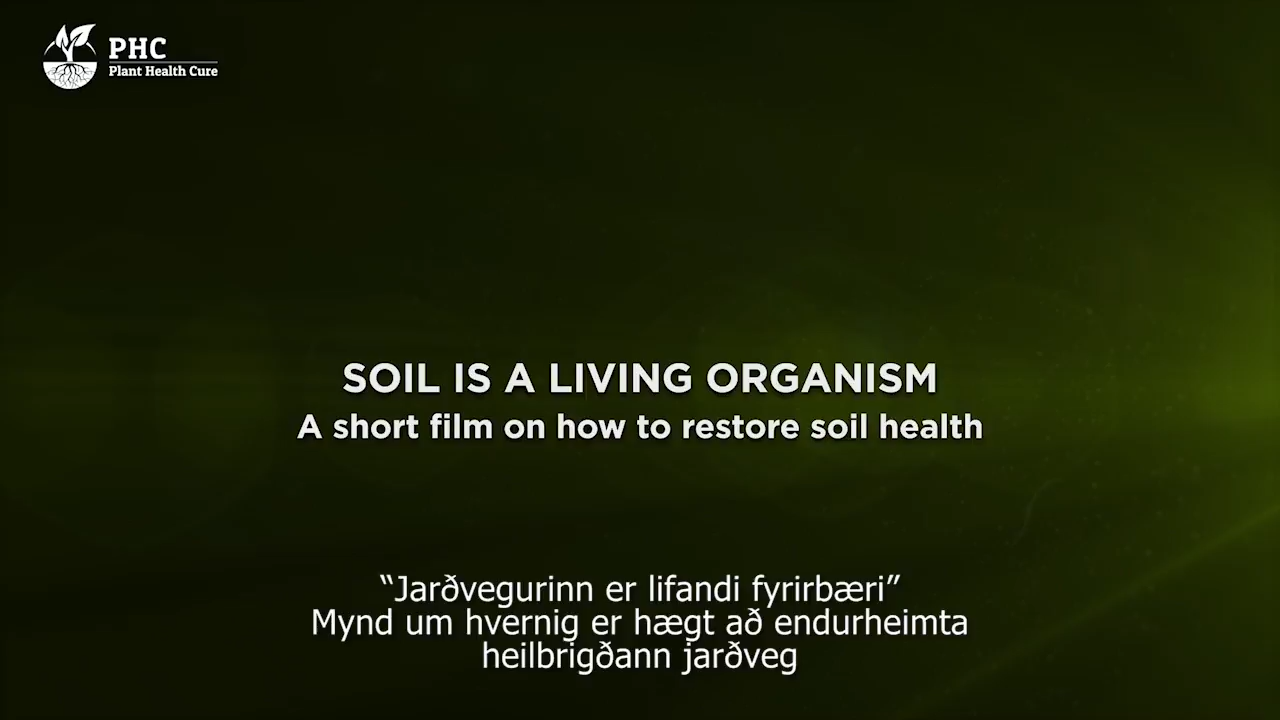 PHC
Plant Health Cure
SOIL IS A LIVING ORGANISM
A short film on how to restore soil health
“Jarðvegurinn er lifandi fyrirbæri”
Mynd um hvernig er hægt að endurheimta
heilbrigðann jarðveg